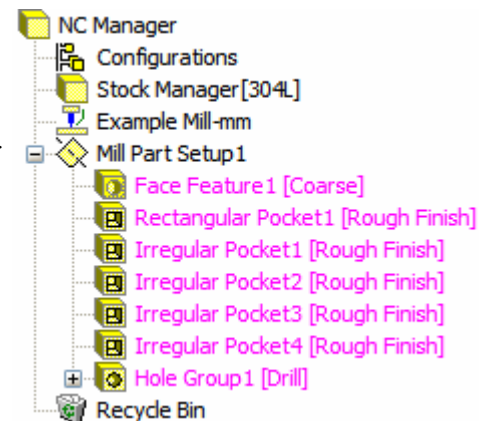 NC Manager
Configurations
Stock Manager[304L]
Example Mill-mm
Mill Part Setup1
Face Feature1 [Coarse]
Rectangular Pocket1 [Rough Finish]
Irregular Pocket1 [Rough Finish]
Irregular Pocket2 [Rough Finish]
Irregular Pocket3 [Rough Finish]
Irregular Pocket4 [Rough Finish]
Hole Group1 [Drill]
Recycle Bin